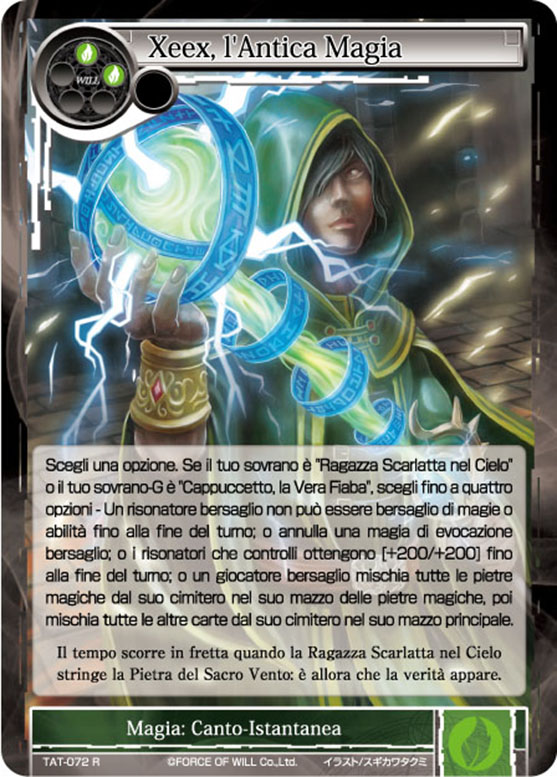 Xeex, l'Antica Magia
WILL
Scegli una opzione. Se il tuo sovrano è "Ragazza Scarlatta nel Cielo"
o il tuo sovrano-G è "Cappuccetto, la Vera Fiaba", scegli fino a quattro
opzioni - Un risonatore bersaglio non può essere bersaglio di magie o
abilità fino alla fine del turno; o annulla una magia di evocazione
bersaglio; o i risonatori che controlli ottengono [+200/+200] fino
alla fine del turno; o un giocatore bersaglio mischia tutte le pietre
magiche dal suo cimitero nel suo mazzo delle pietre magiche, poi
mischia tutte le altre carte dal suo cimitero nel suo mazzo principale.
Il tempo scorre in fretta quando la Ragazza Scarlatta nel Cielo
stringe la Pietra del Sacro Vento: è allora che la verità appare.
Magia: Canto-Istantanea
TAT-072 R ©FORCE OF WILL Co.,Ltd. イラスト/スギカワタクミ